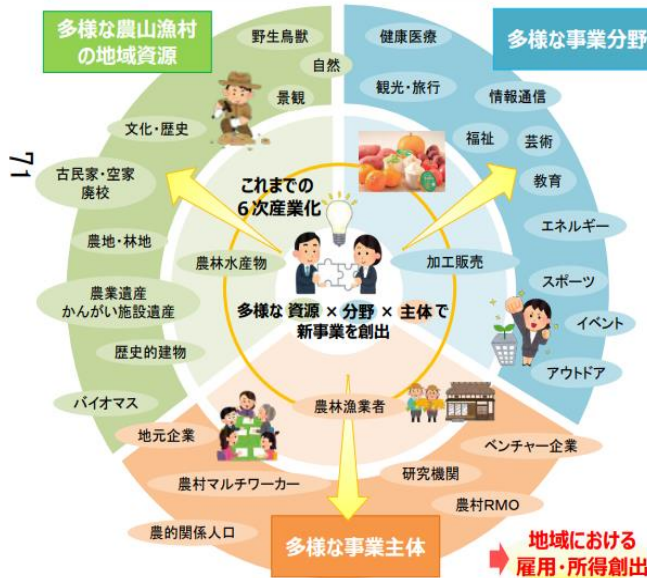 多様な農山漁村
の地域資源
多様な事業分野
野生鳥獣
自然
景観
文化・歴史
古民家・空家
廃校
農地・林地
農業遺産
かんがい施設遺産
歴史的建物
バイオマス
健康医療
観光・旅行
情報通信
福祉
芸術
教育
エネルギー
スポーツ
イベント
アウトドア
これまでの
6次産業化
農林水産物
加工販売
多様な 資源 × 分野 × 主体で
新事業を創出
農林漁業者
地元企業
農村マルチワーカー
農的関係人口
ベンチャー企業
研究機関
農村RMO
多様な事業主体
地域における
雇用・所得創出
71